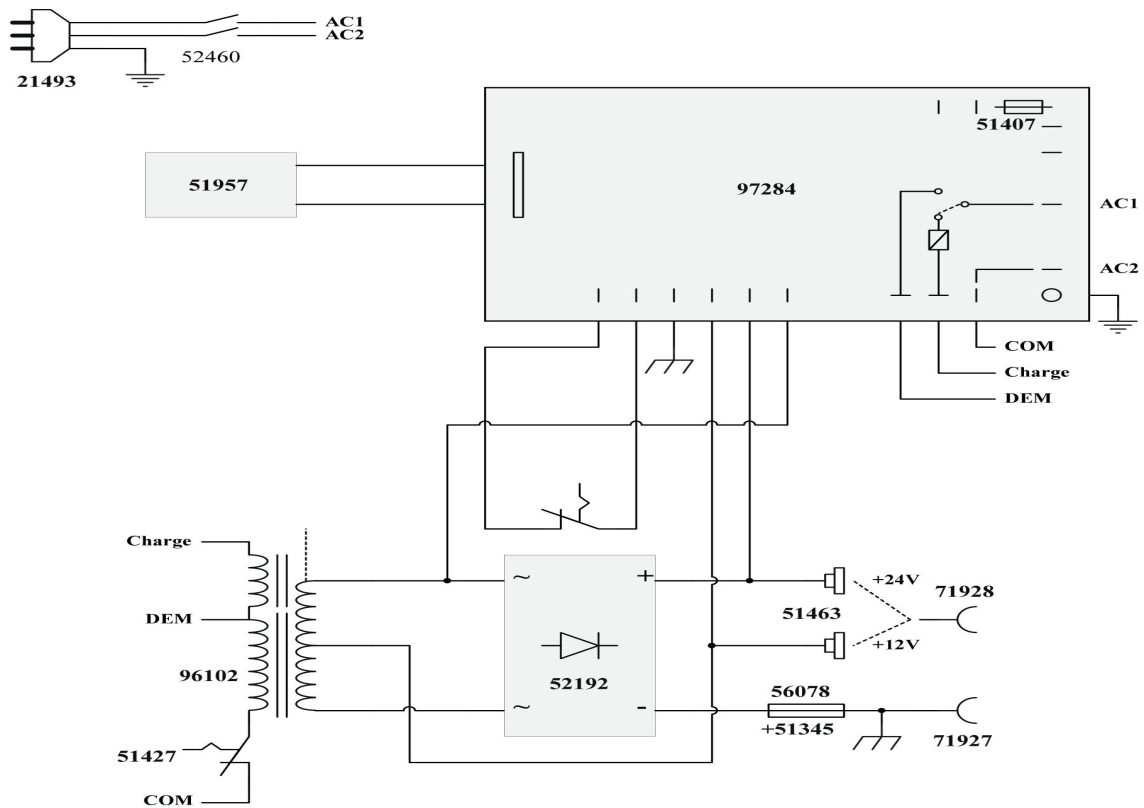 AC1
AC2
21493
52460
51407
51957
97284
AC1
AC2
COM
Charge
DEM
Charge
DEM
96102
51427
COM
~
~
+
-
52192
+24V
51463
71928
+12V
56078
+51345
71927